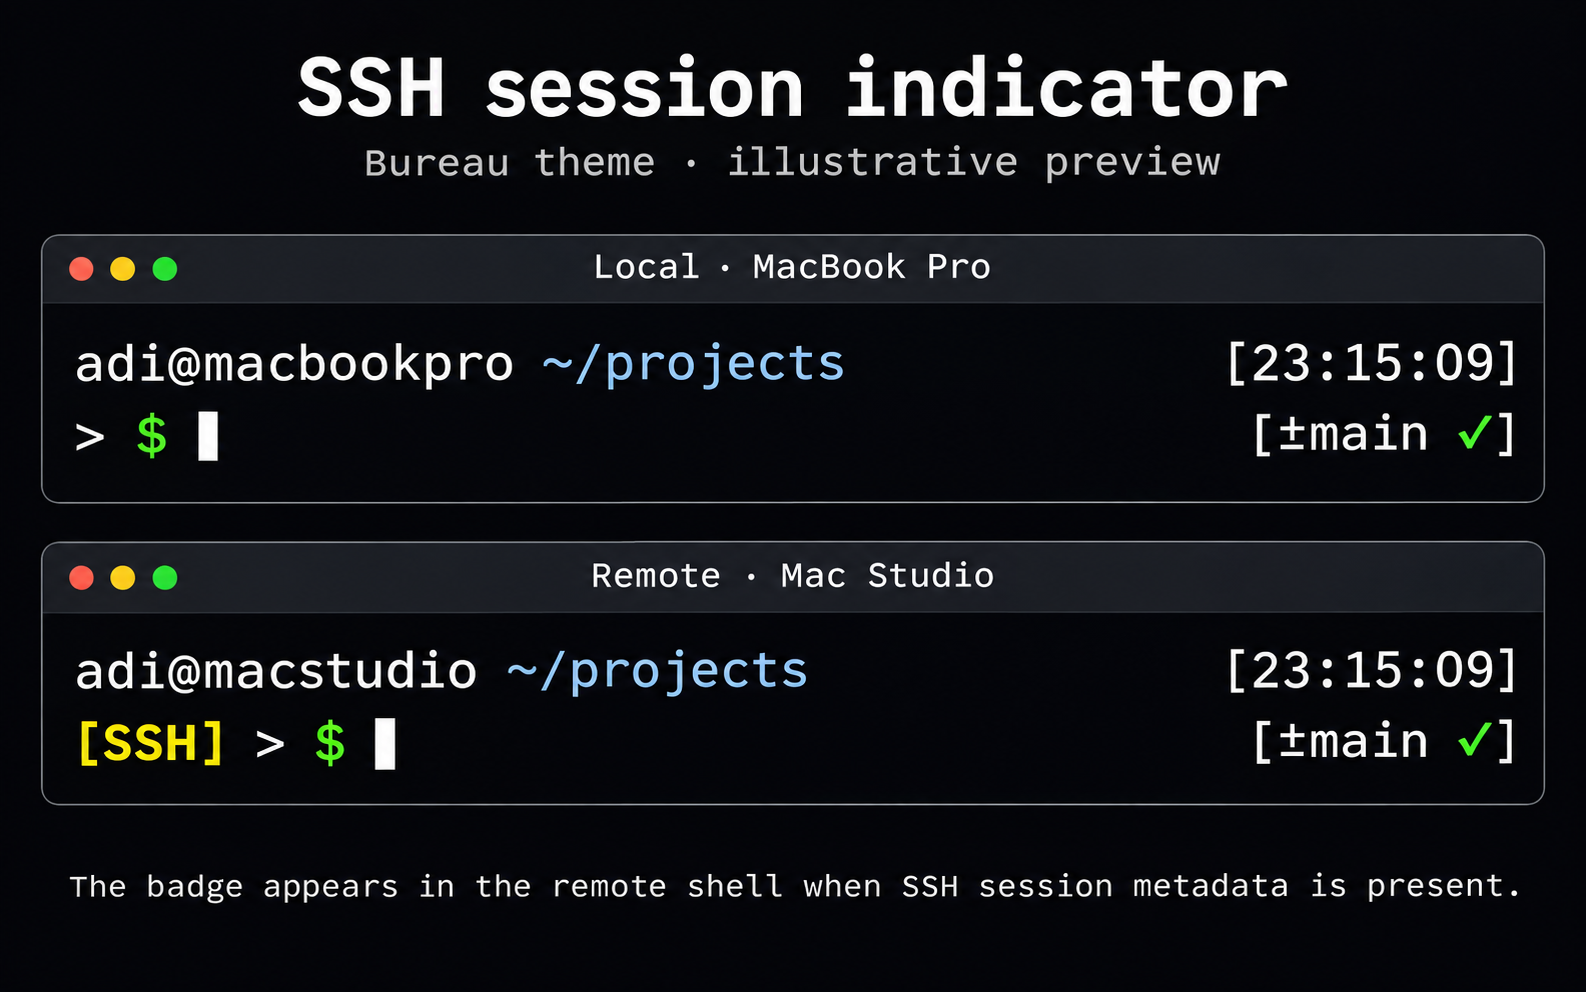 SSH session indicator
Bureau theme · illustrative preview
Local · MacBook Pro
adi@macbookpro ~/projects [23:15:09]
> $ [±main ✓]
Remote · Mac Studio
adi@macstudio ~/projects [23:15:09]
[SSH] > $ [±main ✓]
The badge appears in the remote shell when SSH session metadata is present.